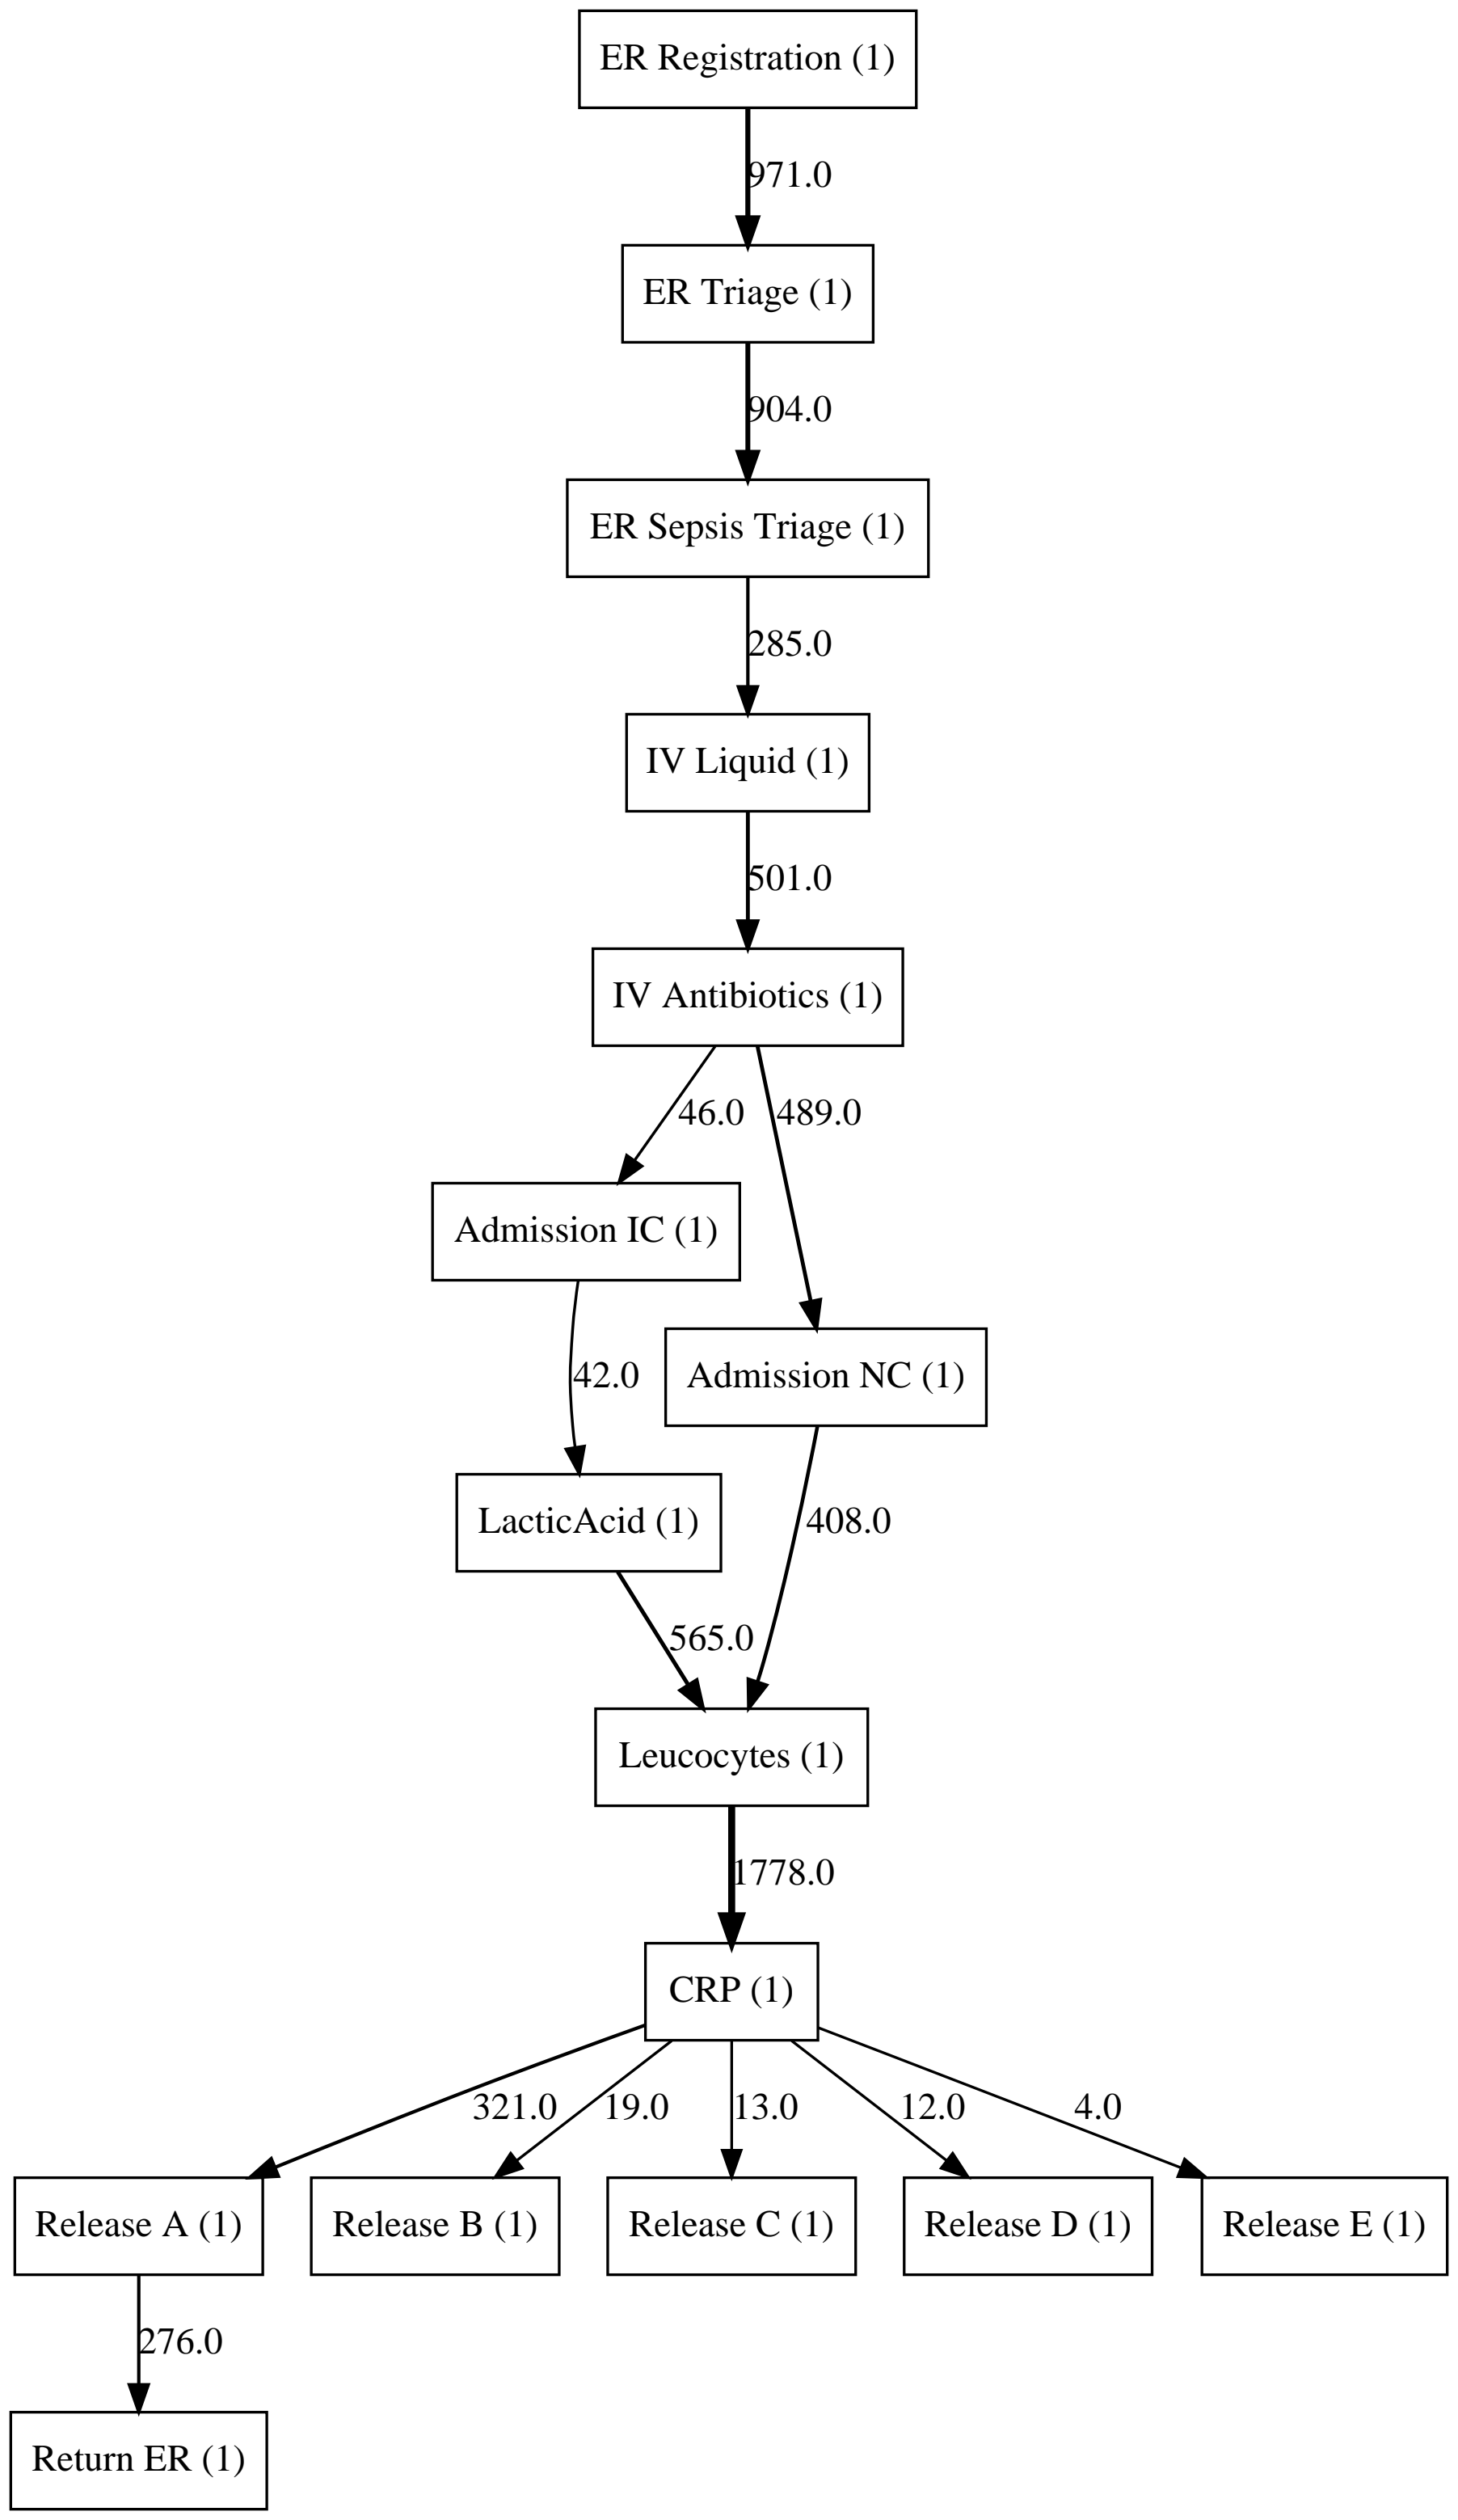 ER Registration (1)
971.0
ER Triage (1)
904.0
ER Sepsis Triage (1)
285.0
IV Liquid (1)
501.0
IV Antibiotics (1)
46.0
489.0
Admission IC (1)
42.0
Admission NC (1)
LacticAcid (1)
408.0
565.0
Leucocytes (1)
1778.0
CRP (1)
321.0
19.0
13.0
12.0
4.0
Release A (1)
Release B (1)
Release C (1)
Release D (1)
Release E (1)
276.0
Return ER (1)